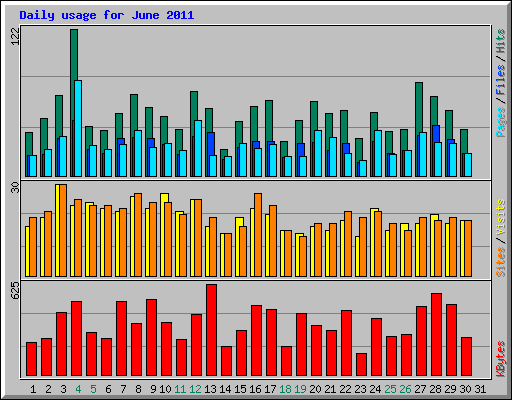 Daily usage for June 2011
122
Pages / Files / Hits
30
Sites / Visits
625
KBytes
1 2 3 4 5 6 7 8 9 10 11 12 13 14 15 16 17 18 19 20 21 22 23 24 25 26 27 28 29 30 31